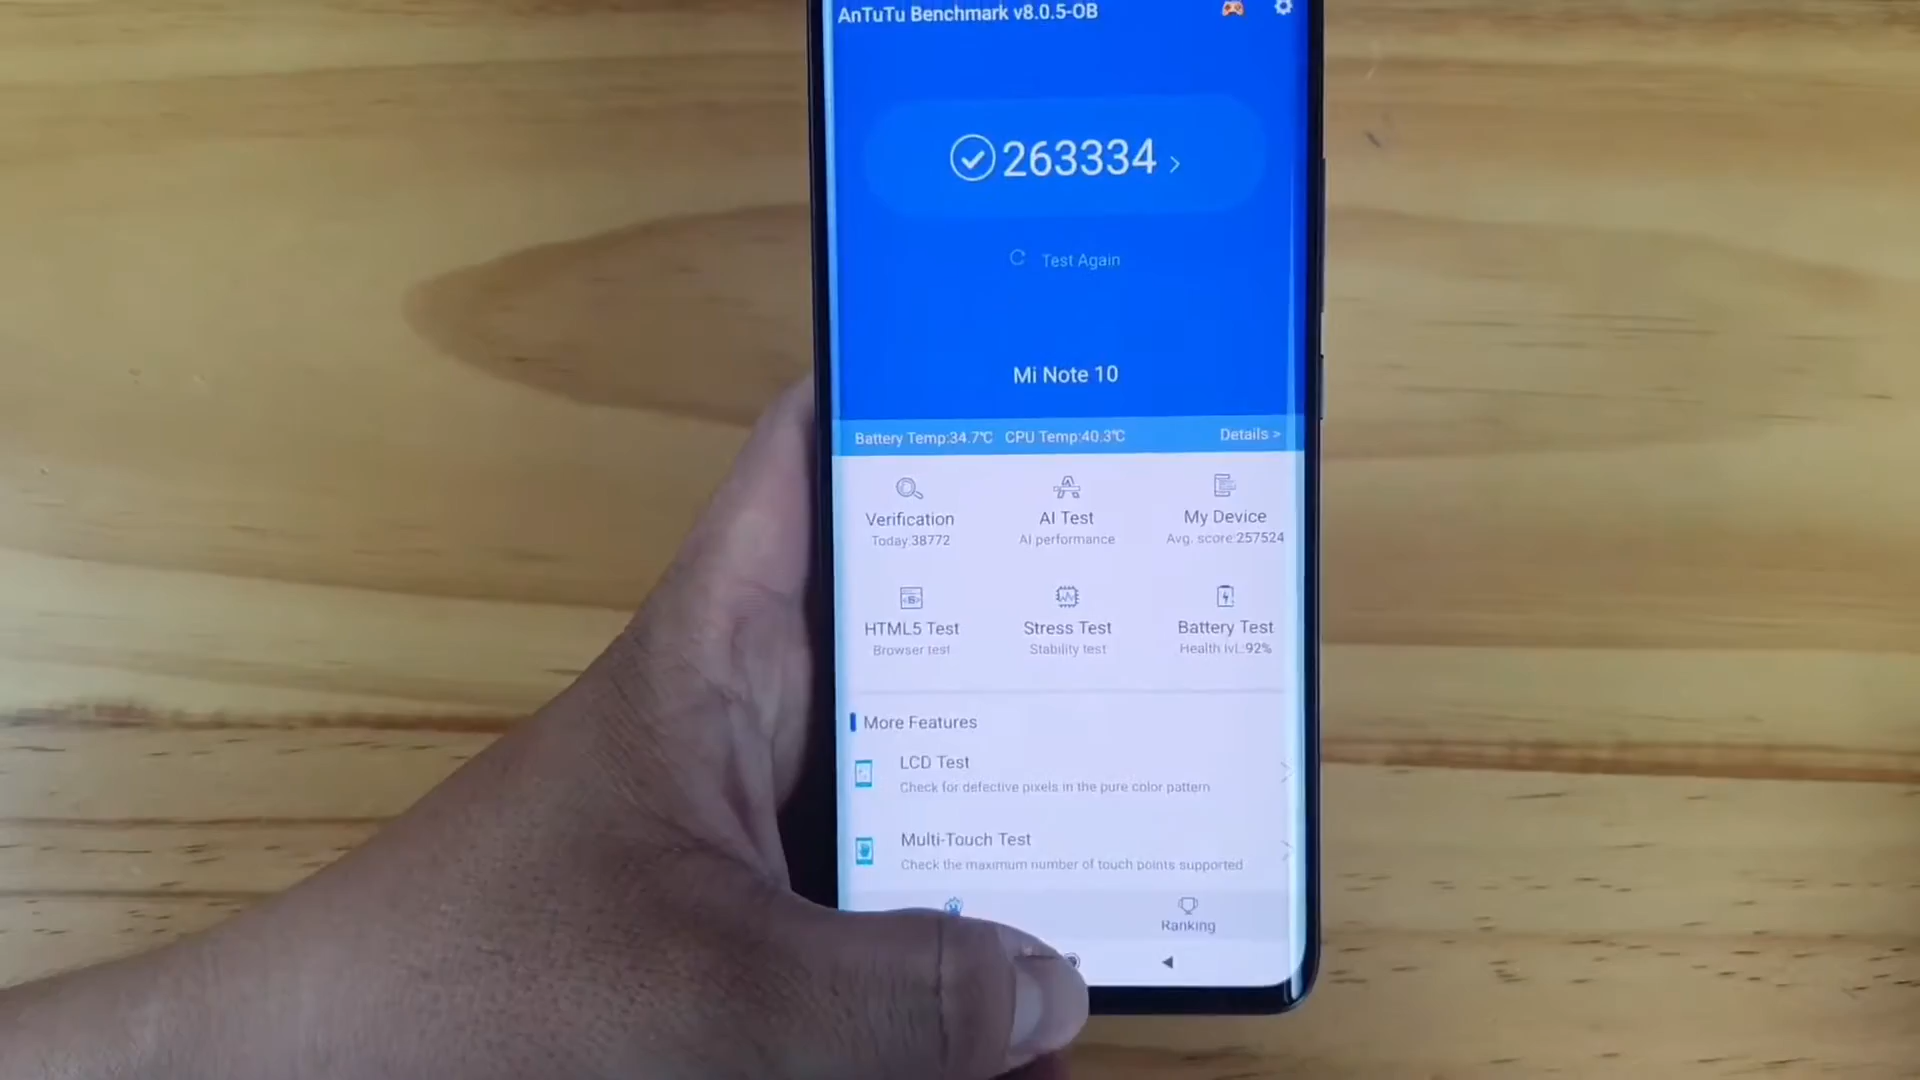 AnTuTu Benchmark v8.0.5-OB
263334 >
Test Again
Mi Note 10
Battery Temp:34.7℃ CPU Temp:40.3℃ Details >
Verification
Today:38772
AI Test
AI performance
My Device
Avg. score:257524
HTML5 Test
Browser test
Stress Test
Stability test
Battery Test
Health lvl.:92%
More Features
LCD Test
Check for defective pixels in the pure color pattern
Multi-Touch Test
Check the maximum number of touch points supported
Ranking